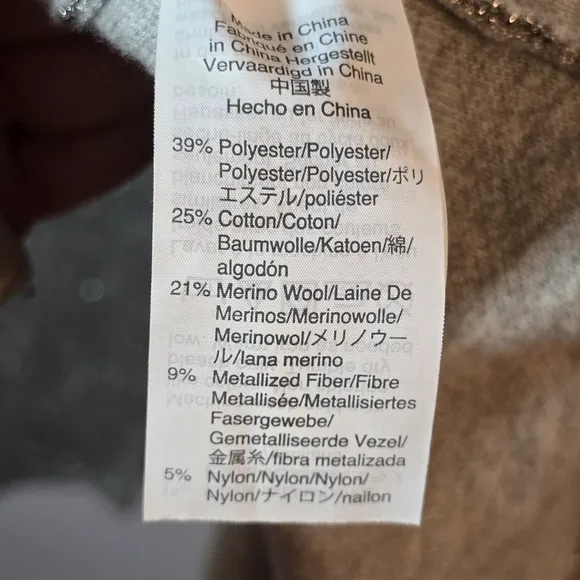 Made in China
Fabriqué en Chine
in China Hergestellt
Vervaardigd in China
中国製
Hecho en China
39% Polyester/Polyester/
Polyester/Polyester/ポリ
エステル/poliéster
25% Cotton/Coton/
Baumwolle/Katoen/綿/
algodón
21% Merino Wool/Laine De
Merinos/Merinowolle/
Merinowol/メリノウー
ル/lana merino
9% Metallized Fiber/Fibre
Metallisée/Metallisiertes
Fasergewebe/
Gemetalliseerde Vezel/
金属糸/fibra metalizada
5% Nylon/Nylon/Nylon/
Nylon/ナイロン/nailon